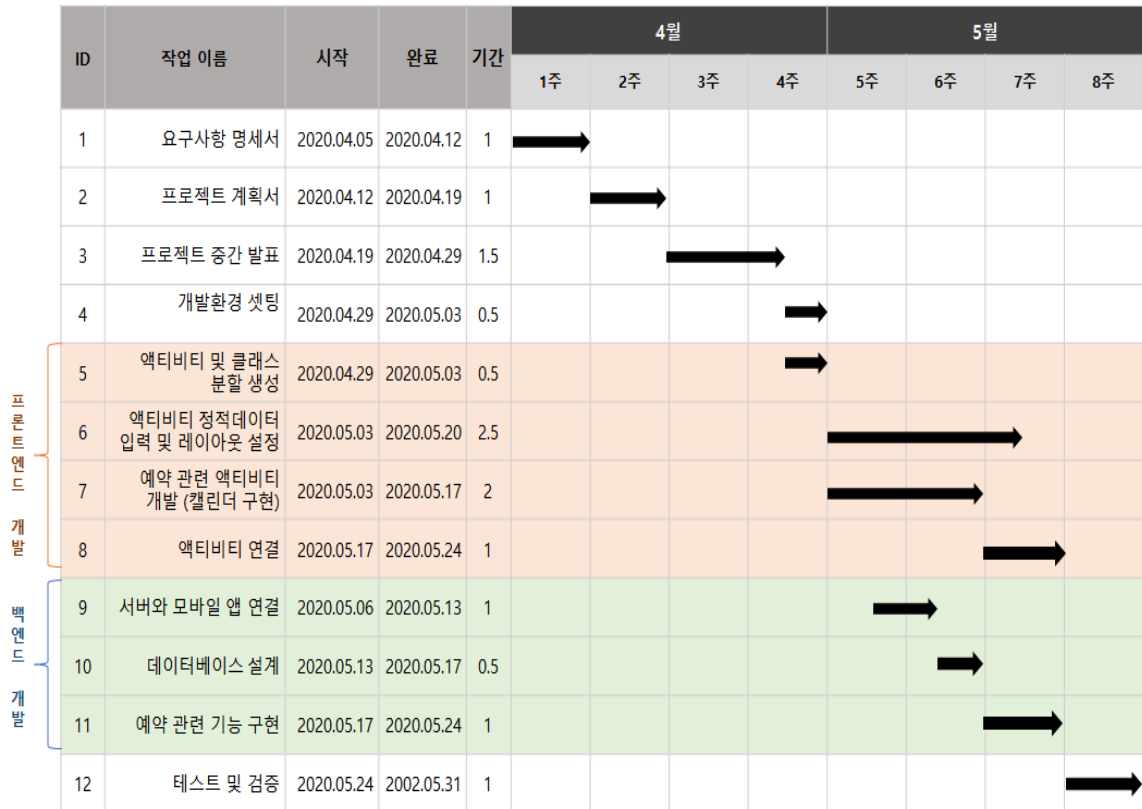 ID 작업 이름 시작 완료 기간 4월 5월
1주 2주 3주 4주 5주 6주 7주 8주
1 요구사항 명세서 2020.04.05 2020.04.12 1
2 프로젝트 계획서 2020.04.12 2020.04.19 1
3 프로젝트 중간 발표 2020.04.19 2020.04.29 1.5
4 개발환경 셋팅 2020.04.29 2020.05.03 0.5
프론트엔드 개발
5 액티비티 및 클래스
분할 생성 2020.04.29 2020.05.03 0.5
6 액티비티 정적데이터
입력 및 레이아웃 설정 2020.05.03 2020.05.20 2.5
7 예약 관련 액티비티
개발 (캘린더 구현) 2020.05.03 2020.05.17 2
8 액티비티 연결 2020.05.17 2020.05.24 1
백엔드 개발
9 서버와 모바일 앱 연결 2020.05.06 2020.05.13 1
10 데이터베이스 설계 2020.05.13 2020.05.17 0.5
11 예약 관련 기능 구현 2020.05.17 2020.05.24 1
12 테스트 및 검증 2020.05.24 2002.05.31 1